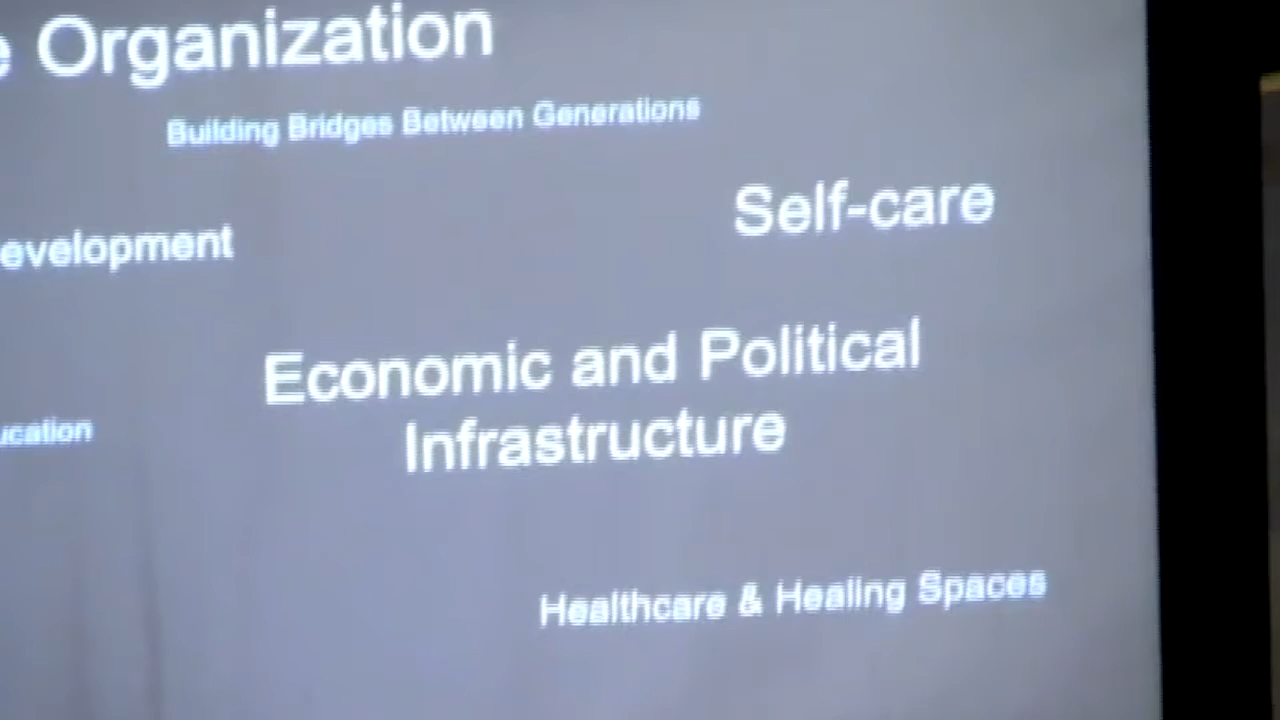 e Organization
Building Bridges Between Generations
Self-care
evelopment
Economic and Political
Infrastructure
ucation
Healthcare & Healing Spaces